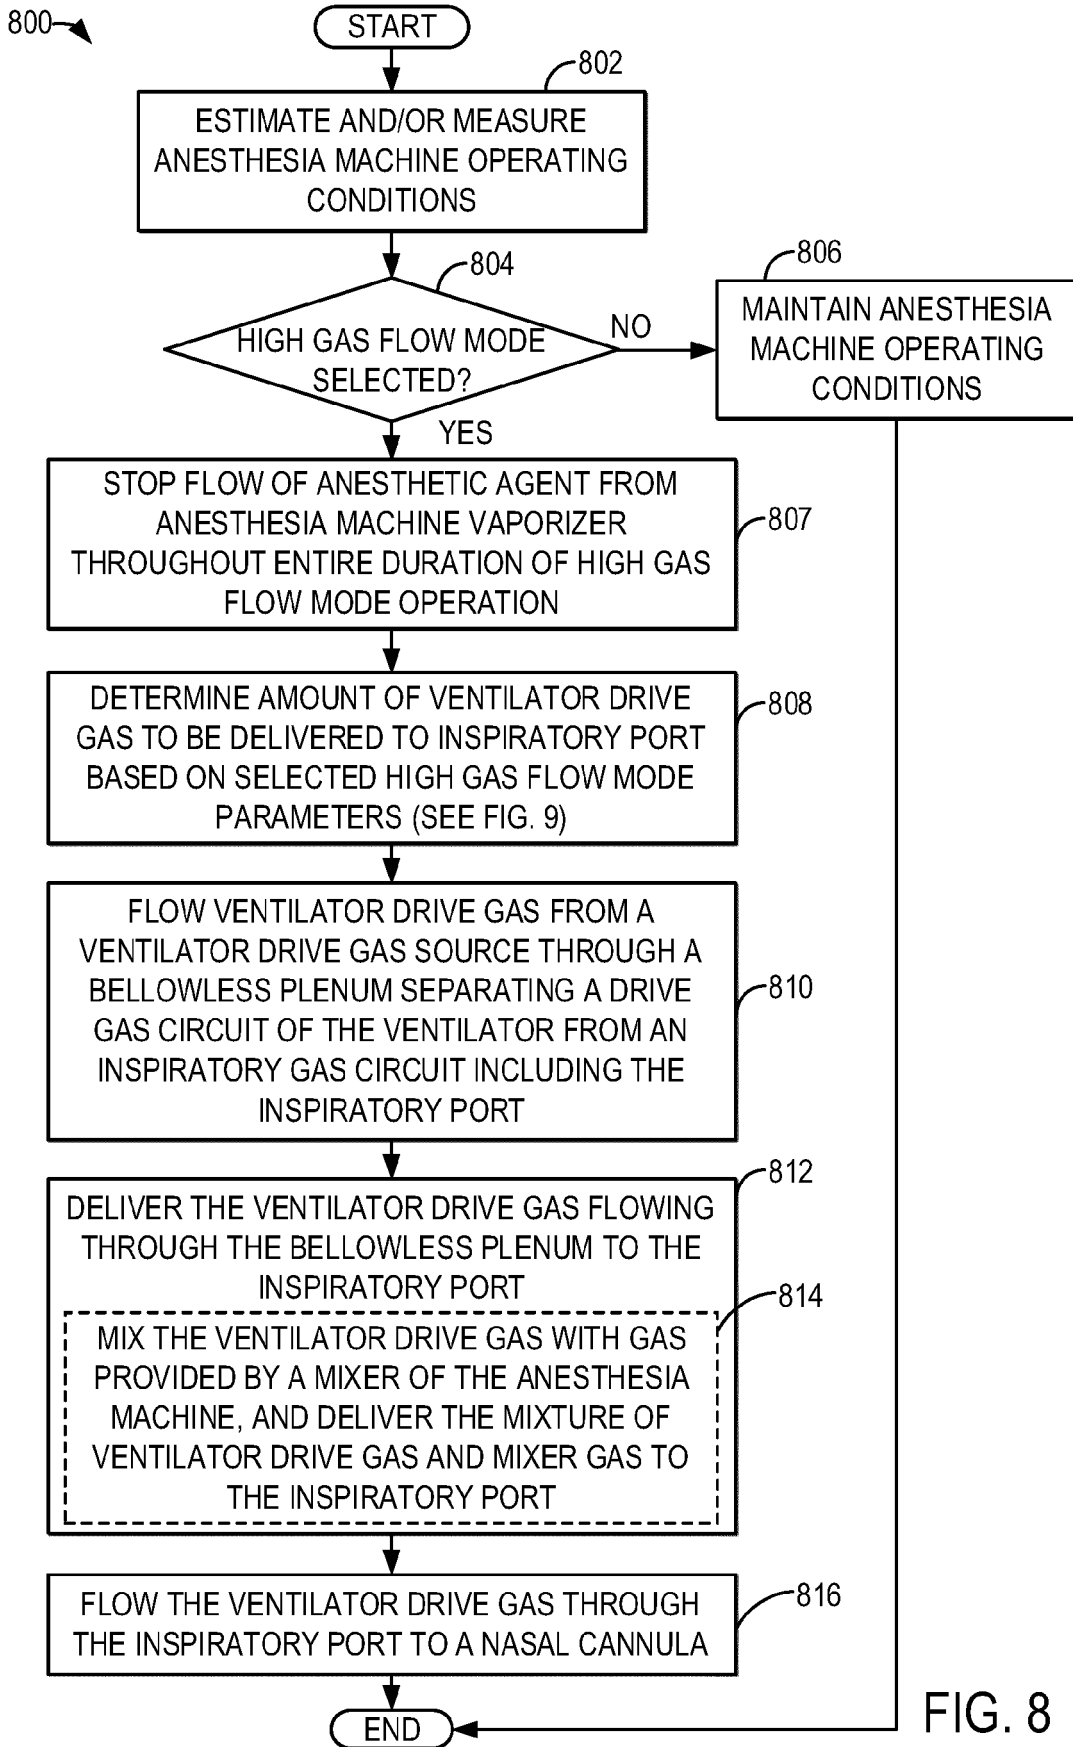 800
START
802
ESTIMATE AND/OR MEASURE
ANESTHESIA MACHINE OPERATING
CONDITIONS
804
HIGH GAS FLOW MODE
SELECTED?
NO
806
MAINTAIN ANESTHESIA
MACHINE OPERATING
CONDITIONS
YES
STOP FLOW OF ANESTHETIC AGENT FROM
ANESTHESIA MACHINE VAPORIZER
THROUGHOUT ENTIRE DURATION OF HIGH GAS
FLOW MODE OPERATION
807
DETERMINE AMOUNT OF VENTILATOR DRIVE
GAS TO BE DELIVERED TO INSPIRATORY PORT
BASED ON SELECTED HIGH GAS FLOW MODE
PARAMETERS (SEE FIG. 9)
808
FLOW VENTILATOR DRIVE GAS FROM A
VENTILATOR DRIVE GAS SOURCE THROUGH A
BELLOWLESS PLENUM SEPARATING A DRIVE
GAS CIRCUIT OF THE VENTILATOR FROM AN
INSPIRATORY GAS CIRCUIT INCLUDING THE
INSPIRATORY PORT
810
812
DELIVER THE VENTILATOR DRIVE GAS FLOWING
THROUGH THE BELLOWLESS PLENUM TO THE
INSPIRATORY PORT
814
MIX THE VENTILATOR DRIVE GAS WITH GAS
PROVIDED BY A MIXER OF THE ANESTHESIA
MACHINE, AND DELIVER THE MIXTURE OF
VENTILATOR DRIVE GAS AND MIXER GAS TO
THE INSPIRATORY PORT
FLOW THE VENTILATOR DRIVE GAS THROUGH
THE INSPIRATORY PORT TO A NASAL CANNULA
816
END
FIG. 8